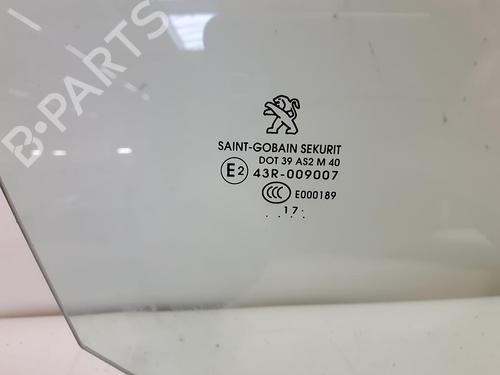 B-PARTS
SAINT-GOBAIN SEKURIT
DOT 39 AS2 M 40
E2 43R-009007
CCC E000189
. . 17 : . .